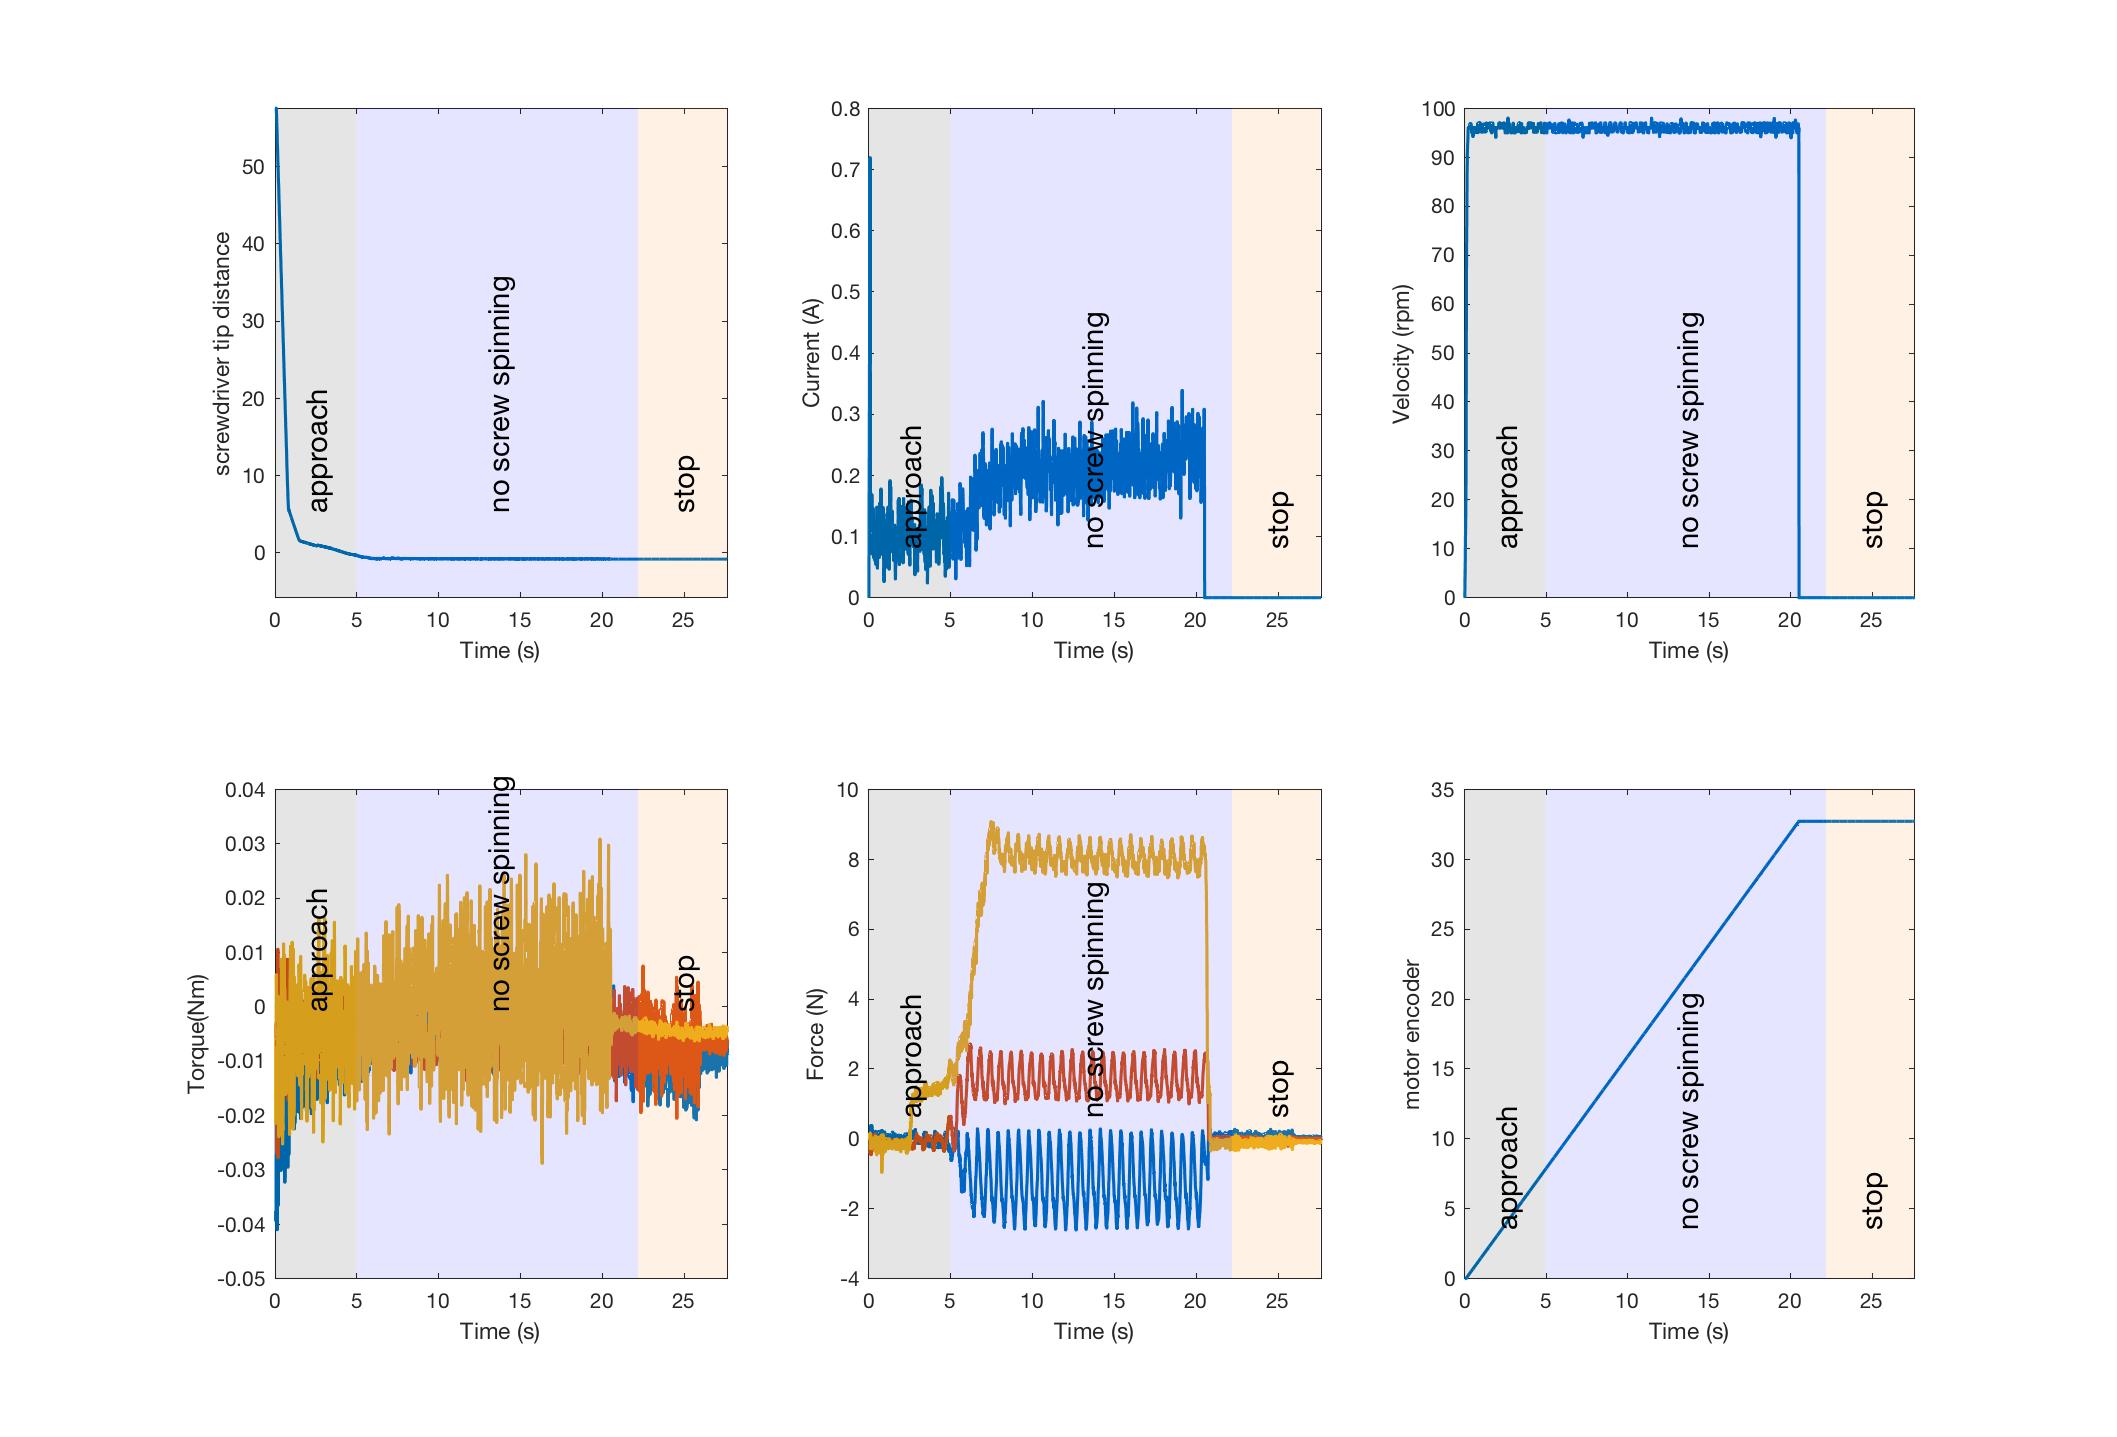 50
40
30
20
10
0
screwdriver tip distance
approach
no screw spinning
stop
0 5 10 15 20 25
Time (s)
0.8
0.7
0.6
0.5
0.4
0.3
0.2
0.1
0
Current (A)
approach
no screw spinning
stop
0 5 10 15 20 25
Time (s)
100
90
80
70
60
50
40
30
20
10
0
Velocity (rpm)
approach
no screw spinning
stop
0 5 10 15 20 25
Time (s)
0.04
0.03
0.02
0.01
0
-0.01
-0.02
-0.03
-0.04
-0.05
Torque(Nm)
approach
no screw spinning
stop
0 5 10 15 20 25
Time (s)
10
8
6
4
2
0
-2
-4
Force (N)
approach
no screw spinning
stop
0 5 10 15 20 25
Time (s)
35
30
25
20
15
10
5
0
motor encoder
approach
no screw spinning
stop
0 5 10 15 20 25
Time (s)